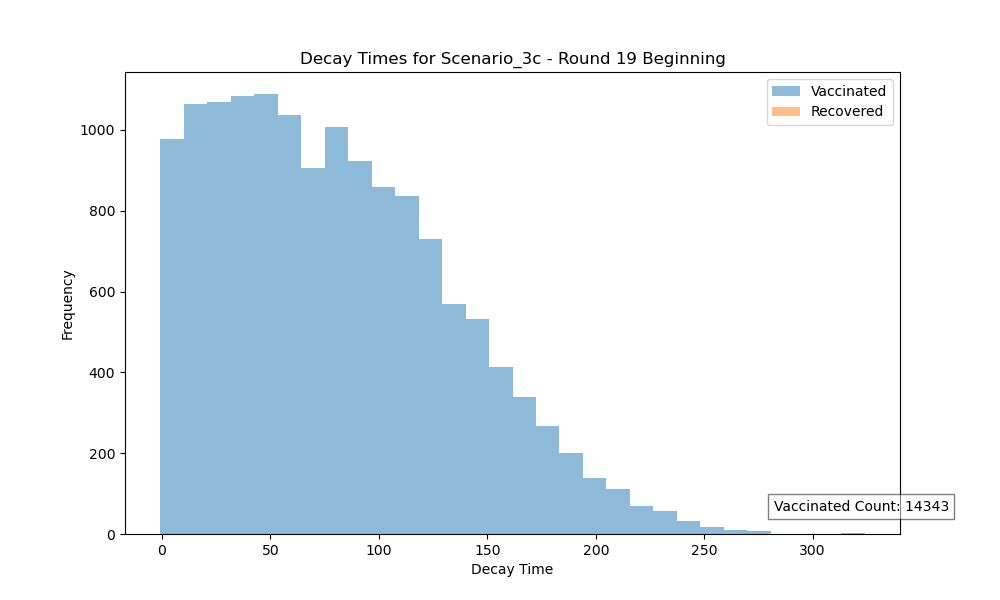 Decay Times for Scenario_3c - Round 19 Beginning
Vaccinated
Recovered
1000
800
600
400
200
0
Frequency
Vaccinated Count: 14343
0 50 100 150 200 250 300
Decay Time